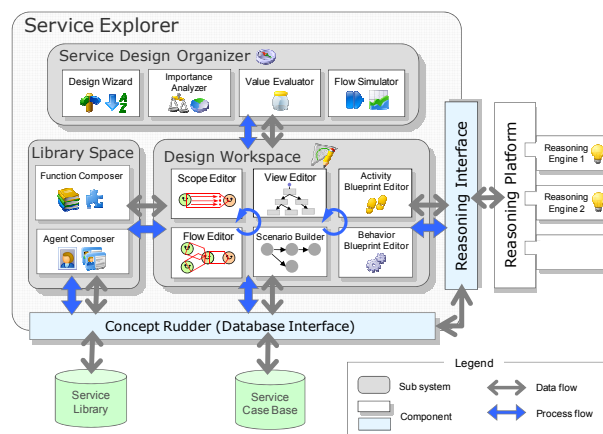 Service Explorer
Service Design Organizer
Design Wizard
Importance
Analyzer
Value Evaluator
Flow Simulator
Library Space
Function Composer
Agent Composer
Design Workspace
Scope Editor
View Editor
Activity
Blueprint Editor
Flow Editor
Scenario Builder
Behavior
Blueprint Editor
Reasoning Interface
Reasoning Platform
Reasoning
Engine 1
Reasoning
Engine 2
Concept Rudder (Database Interface)
Service
Library
Service
Case Base
Legend
Sub system
Component
Data flow
Process flow